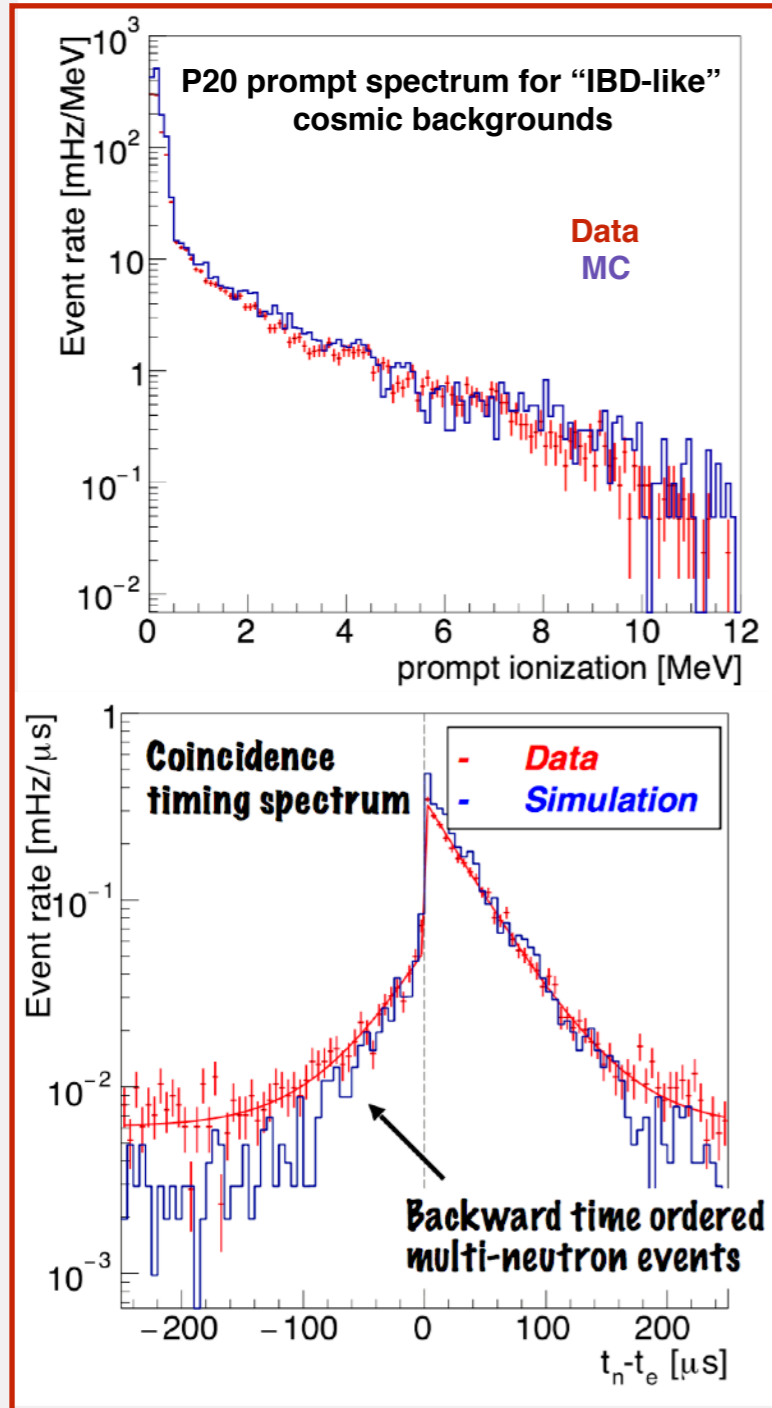 P20 prompt spectrum for “IBD-like”
cosmic backgrounds
Data
MC
Event rate [mHz/MeV]
10³
10²
10
1
10⁻¹
10⁻²
0 2 4 6 8 10 12
prompt ionization [MeV]
Coincidence
timing spectrum
- Data
- Simulation
Event rate [mHz/μs]
1
10⁻¹
10⁻²
10⁻³
Backward time ordered
multi-neutron events
−200 −100 0 100 200
tₙ-tₑ [μs]